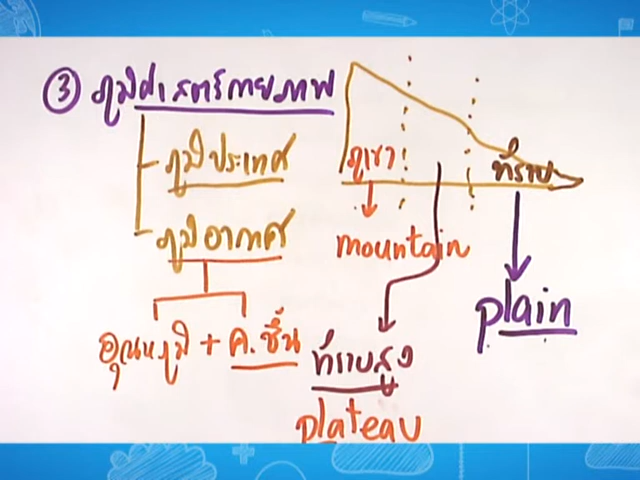 ③ ภูมิศาสตร์กายภาพ
ภูมิประเทศ
ภูมิอากาศ
อุณหภูมิ + ค.ชื้น
ภูเขา
ที่ราบ
mountain
plain
ที่ราบสูง
plateau